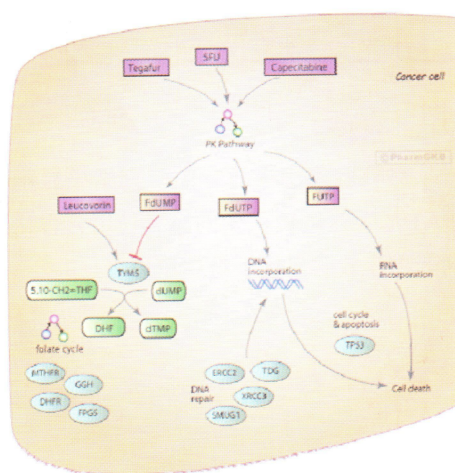 5FU
Tegafur
Capecitabine
Cancer cell
PK Pathway
© PharmGKB
Leucovorin
FdUMP
FdUTP
FUTP
TYMS
DNA
incorporation
RNA
incorporation
5,10-CH2=THF
dUMP
DHF
dTMP
cell cycle
& apoptosis
TP53
folate cycle
MTHFR
GGH
DHFR
FPGS
DNA
repair
ERCC2
TDG
XRCC3
SMUG1
Cell death